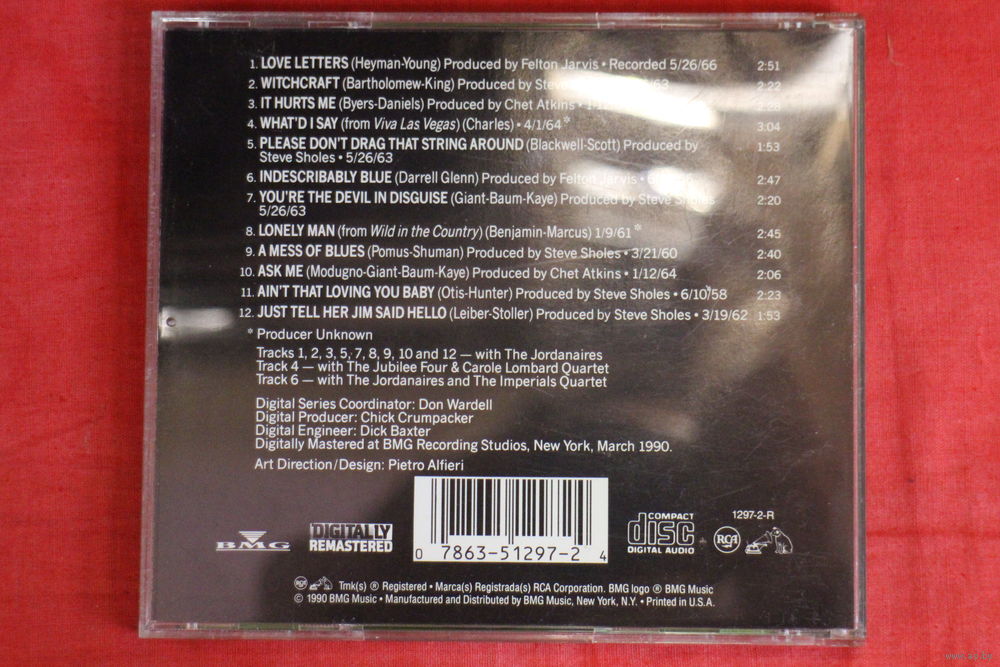 1. LOVE LETTERS (Heyman-Young) Produced by Felton Jarvis • Recorded 5/26/66 2:51
2. WITCHCRAFT (Bartholomew-King) Produced by Steve 2:22
3. IT HURTS ME (Byers-Daniels) Produced by Chet Atkins • 2:28
4. WHAT'D I SAY (from Viva Las Vegas) (Charles) • 4/1/64* 3:04
5. PLEASE DON'T DRAG THAT STRING AROUND (Blackwell-Scott) Produced by 1:53
Steve Sholes • 5/26/63
6. INDESCRIBABLY BLUE (Darrell Glenn) Produced by Felton Jarvis • 2:47
7. YOU'RE THE DEVIL IN DISGUISE (Giant-Baum-Kaye) Produced by Steve Sholes 2:20
5/26/63
8. LONELY MAN (from Wild in the Country) (Benjamin-Marcus) 1/9/61* 2:45
9. A MESS OF BLUES (Pomus-Shuman) Produced by Steve Sholes • 3/21/60 2:40
10. ASK ME (Modugno-Giant-Baum-Kaye) Produced by Chet Atkins • 1/12/64 2:06
11. AIN'T THAT LOVING YOU BABY (Otis-Hunter) Produced by Steve Sholes • 6/10/58 2:23
12. JUST TELL HER JIM SAID HELLO (Leiber-Stoller) Produced by Steve Sholes • 3/19/62 1:53
* Producer Unknown
Tracks 1, 2, 3, 5, 7, 8, 9, 10 and 12 — with The Jordanaires
Track 4 — with The Jubilee Four & Carole Lombard Quartet
Track 6 — with The Jordanaires and The Imperials Quartet
Digital Series Coordinator: Don Wardell
Digital Producer: Chick Crumpacker
Digital Engineer: Dick Baxter
Digitally Mastered at BMG Recording Studios, New York, March 1990.
Art Direction/Design: Pietro Alfieri
BMG
DIGITALLY
REMASTERED
0 7863-51297-2 4
COMPACT
disc
DIGITAL AUDIO
1297-2-R
RCA
Tmk(s) ® Registered • Marca(s) Registrada(s) RCA Corporation. BMG logo ® BMG Music
© 1990 BMG Music • Manufactured and Distributed by BMG Music, New York, N.Y. • Printed in U.S.A.